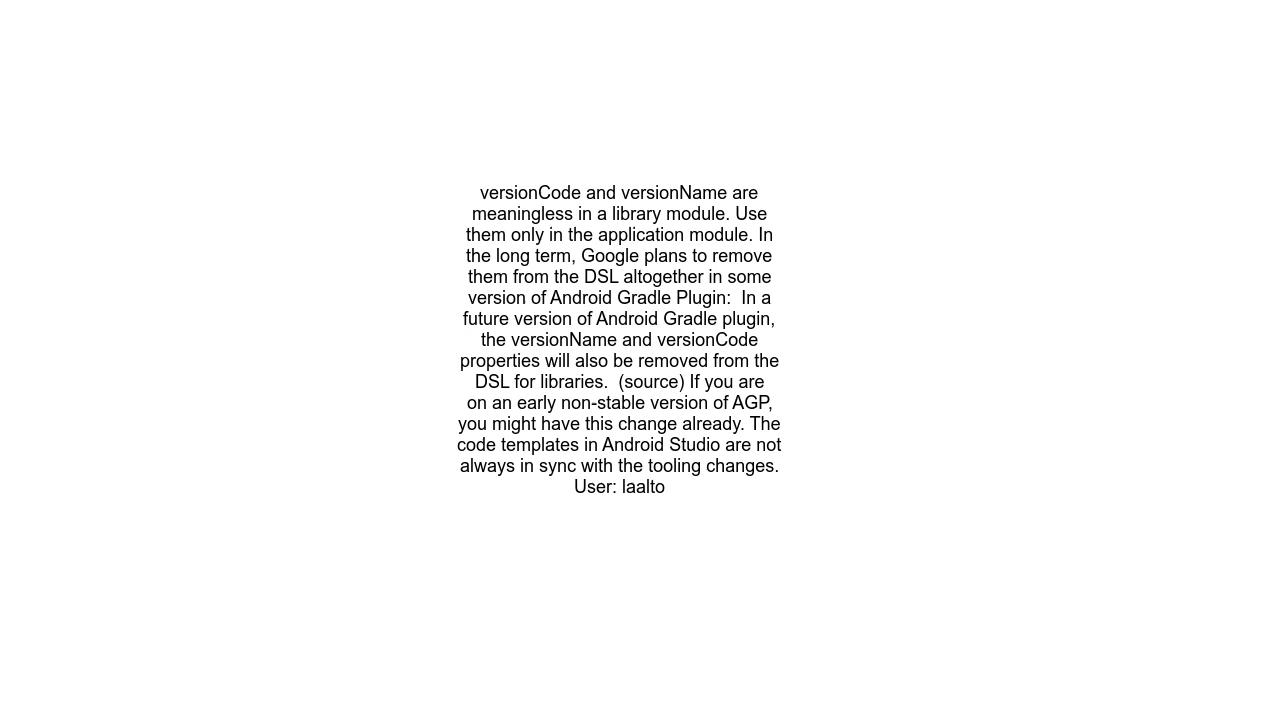 versionCode and versionName are
meaningless in a library module. Use
them only in the application module. In
the long term, Google plans to remove
them from the DSL altogether in some
version of Android Gradle Plugin:  In a
future version of Android Gradle plugin,
the versionName and versionCode
properties will also be removed from the
DSL for libraries.  (source) If you are
on an early non-stable version of AGP,
you might have this change already. The
code templates in Android Studio are not
always in sync with the tooling changes.
User: laalto